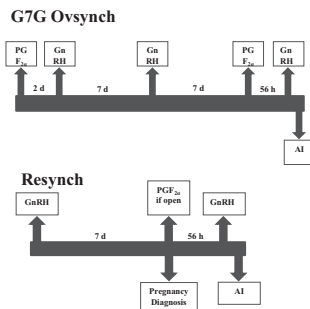 G7G Ovsynch
PG
F2α
Gn
RH
Gn
RH
PG
F2α
Gn
RH
2 d
7 d
7 d
56 h
AI
Resynch
GnRH
PGF2α
if open
GnRH
7 d
56 h
Pregnancy
Diagnosis
AI